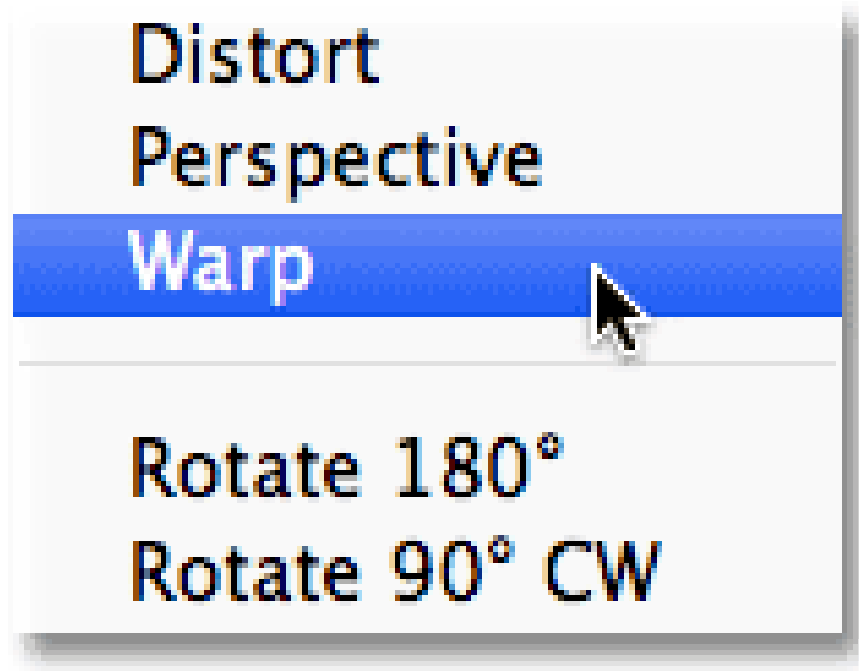 Distort
Perspective
Warp
Rotate 180°
Rotate 90° CW